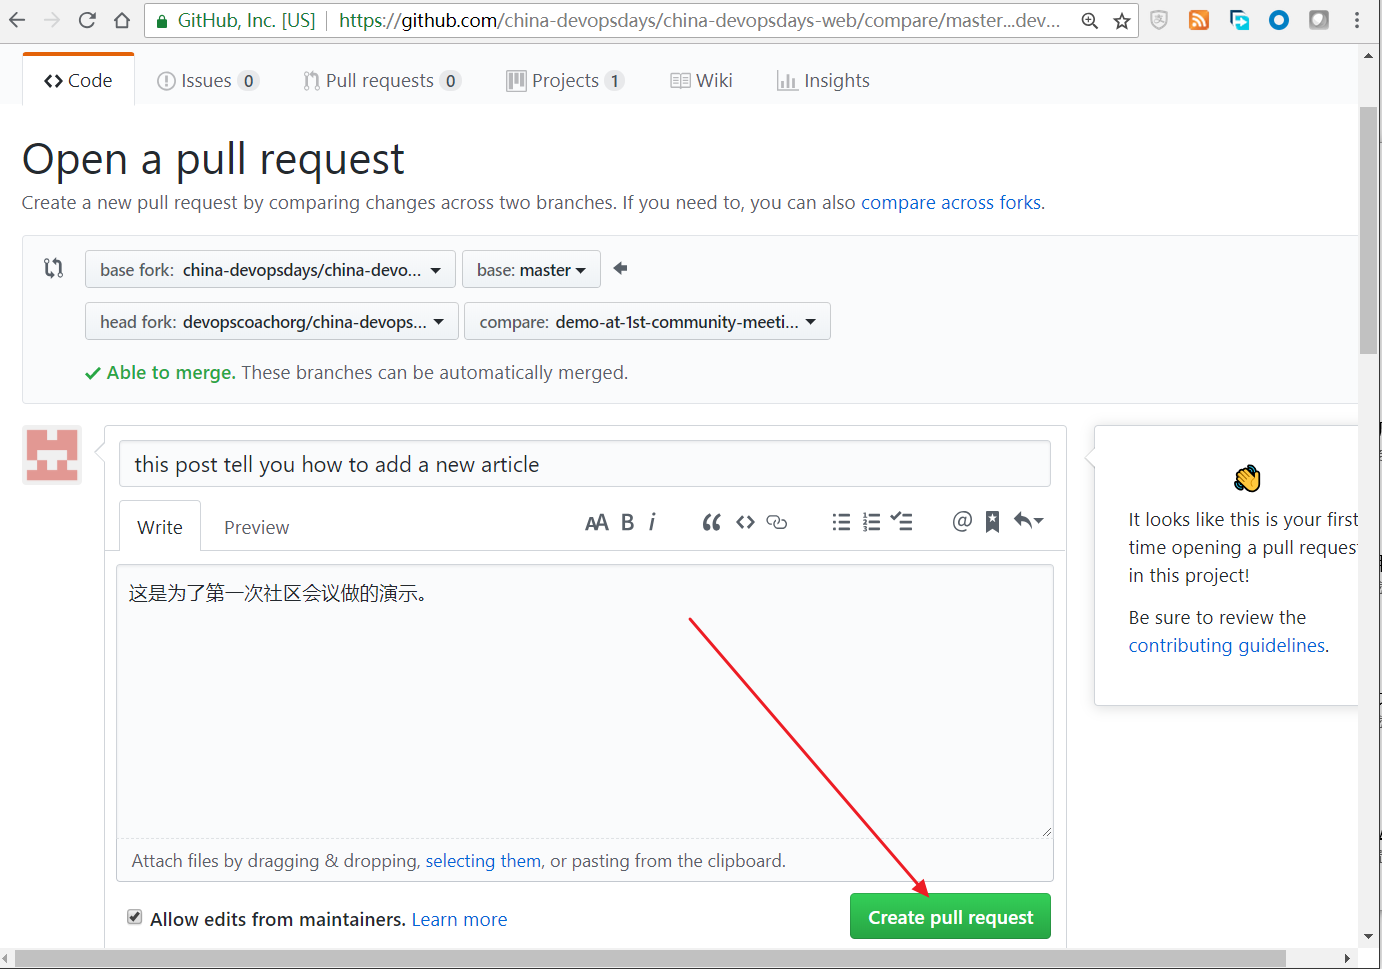 GitHub, Inc. [US] https://github.com/china-devopsdays/china-devopsdays-web/compare/master...dev...
Code Issues 0 Pull requests 0 Projects 1 Wiki Insights
Open a pull request
Create a new pull request by comparing changes across two branches. If you need to, you can also compare across forks.
base fork: china-devopsdays/china-devo... base: master
head fork: devopscoachorg/china-devops... compare: demo-at-1st-community-meeti...
Able to merge. These branches can be automatically merged.
this post tell you how to add a new article
Write Preview
这是为了第一次社区会议做的演示。
Attach files by dragging & dropping, selecting them, or pasting from the clipboard.
Allow edits from maintainers. Learn more
Create pull request
It looks like this is your first
time opening a pull reques
in this project!
Be sure to review the
contributing guidelines.